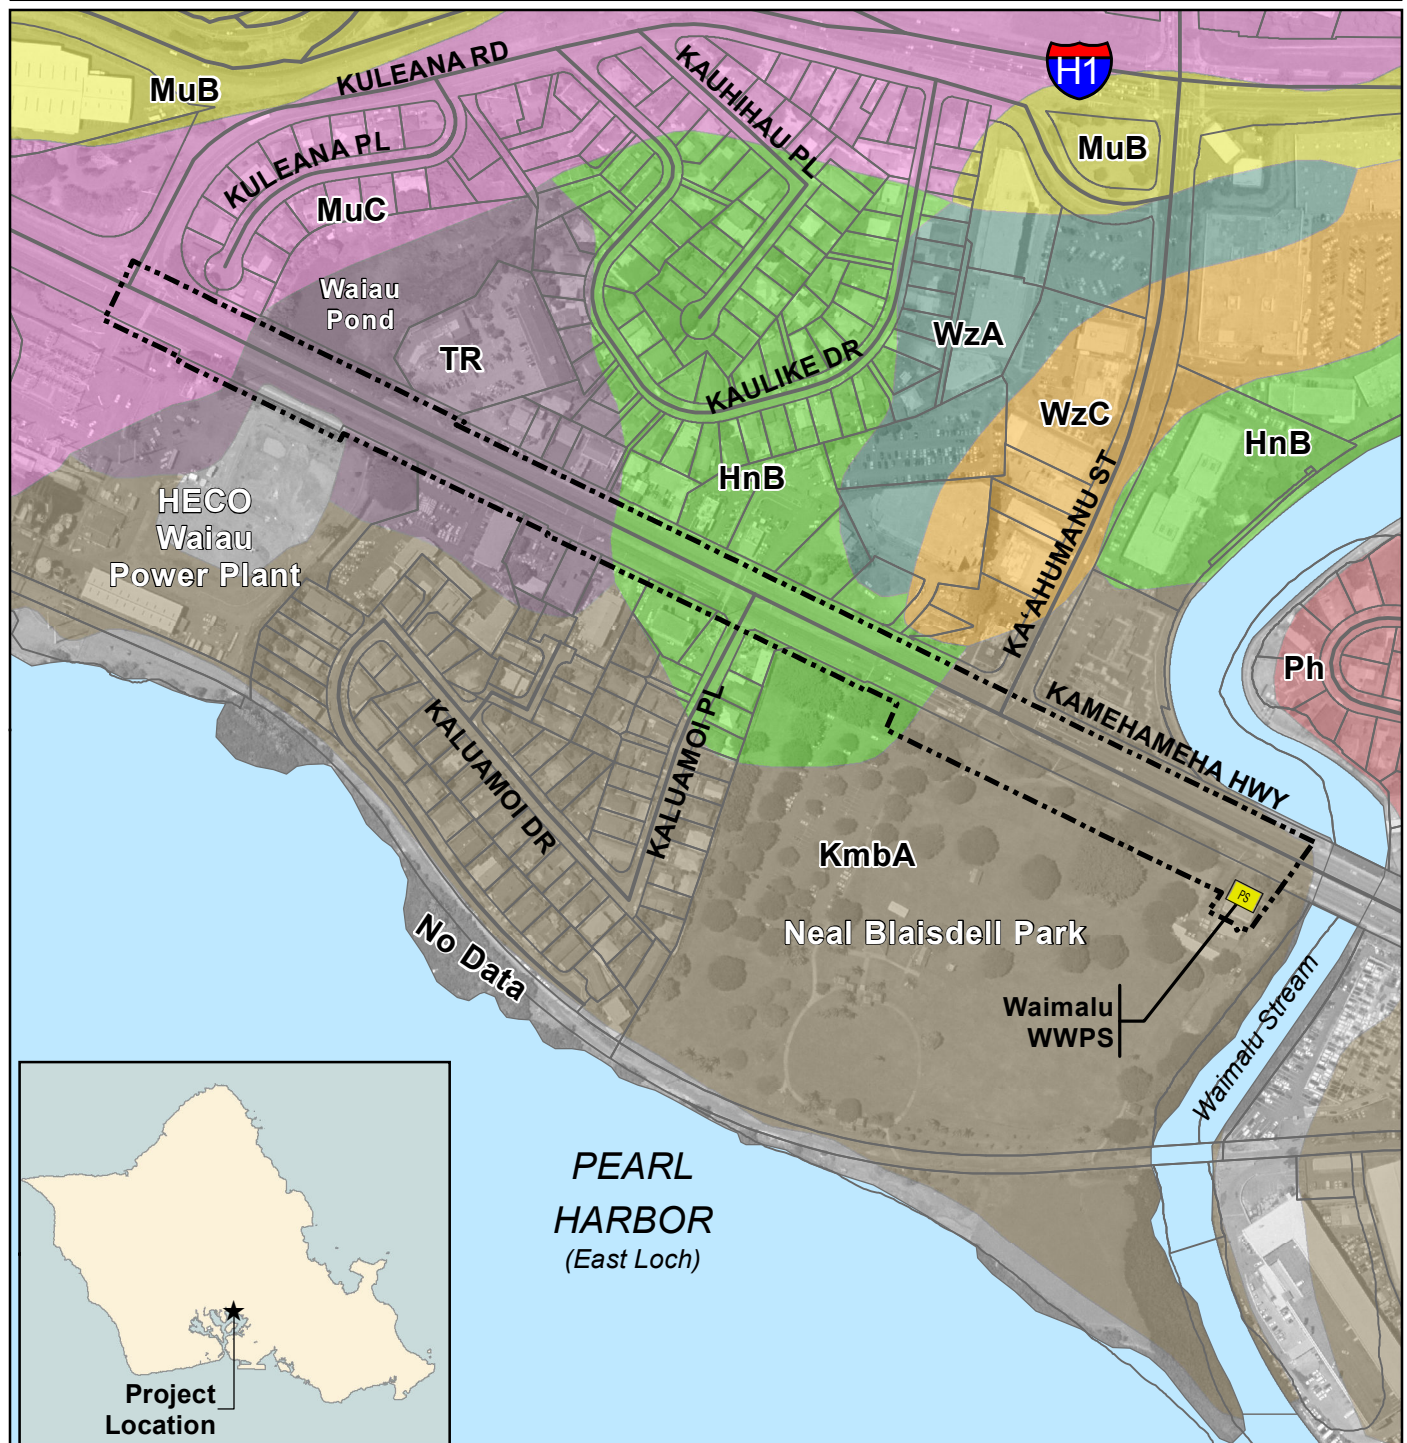 H1
KULEANA RD
KAUHIHAU PL
MuB
MuB
KULEANA PL
MuC
Waiau
Pond
TR
WzA
KAULIKE DR
WzC
HnB
HnB
KA‘AHUMANU ST
HECO
Waiau
Power Plant
Ph
KAMEHAMEHA HWY
KALUAMOI DR
KALUAMOI PL
KmbA
PS
Neal Blaisdell Park
No Data
Waimalu
WWPS
Waimalu Stream
PEARL
HARBOR
(East Loch)
Project
Location